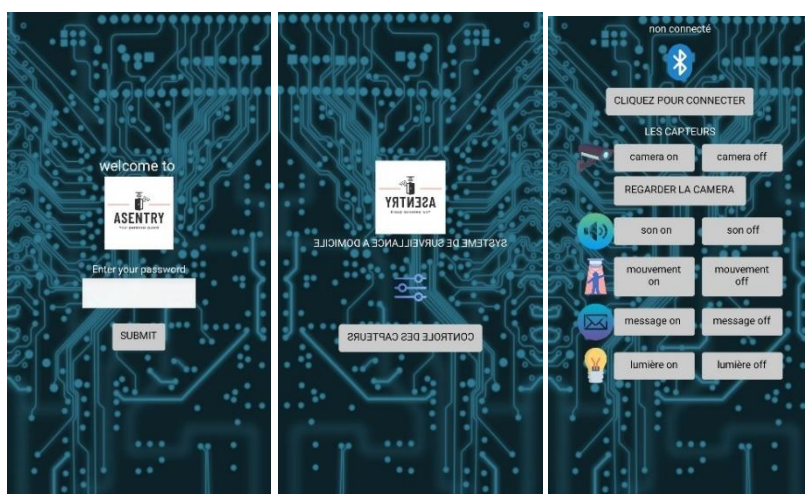 welcome to
ASENTRY
Enter your password
SUBMIT
ASENTRY
SYSTEME DE SURVEILLANCE A DOMICILE
CONTROLE DES CAPTEURS
non connecté
CLIQUEZ POUR CONNECTER
LES CAPTEURS
camera on
camera off
REGARDER LA CAMERA
son on
son off
mouvement
on
mouvement
off
message on
message off
lumière on
lumière off